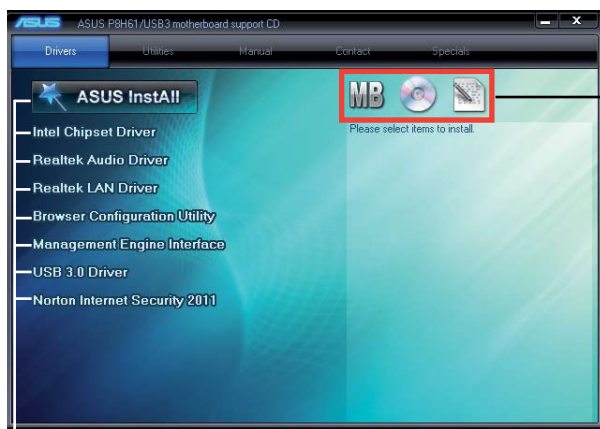 ASUS ASUS P8H61/USB3 motherboard support CD
Drivers Utilities Manual Contact Specials
ASUS InstAll
MB
Please select items to install.
Intel Chipset Driver
Realtek Audio Driver
Realtek LAN Driver
Browser Configuration Utility
Management Engine Interface
USB 3.0 Driver
Norton Internet Security 2011